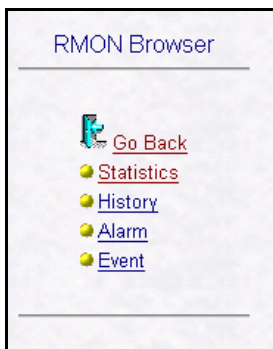 RMON Browser
Go Back
Statistics
History
Alarm
Event